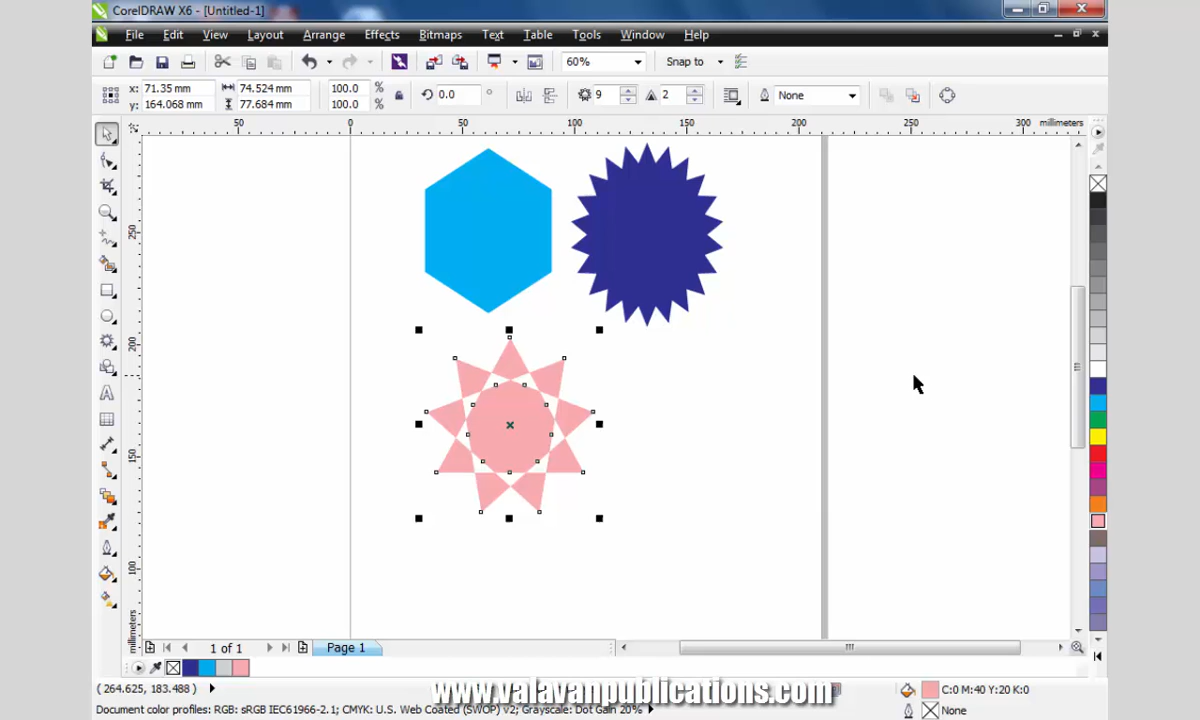 CorelDRAW X6 - [Untitled-1]
File Edit View Layout Arrange Effects Bitmaps Text Table Tools Window Help
60% Snap to
x: 71.35 mm 74.524 mm 100.0 % 0.0 ° 9 2 None
y: 164.068 mm 77.684 mm 100.0 %
50 0 50 100 150 200 250 300 millimeters
250
200
150
100
millimeters
1 of 1 Page 1
(264.625, 183.488) www.valavanpublications.com C:0 M:40 Y:20 K:0
Document color profiles: RGB: sRGB IEC61966-2.1; CMYK: U.S. Web Coated (SWOP) v2; Grayscale: Dot Gain 20% None